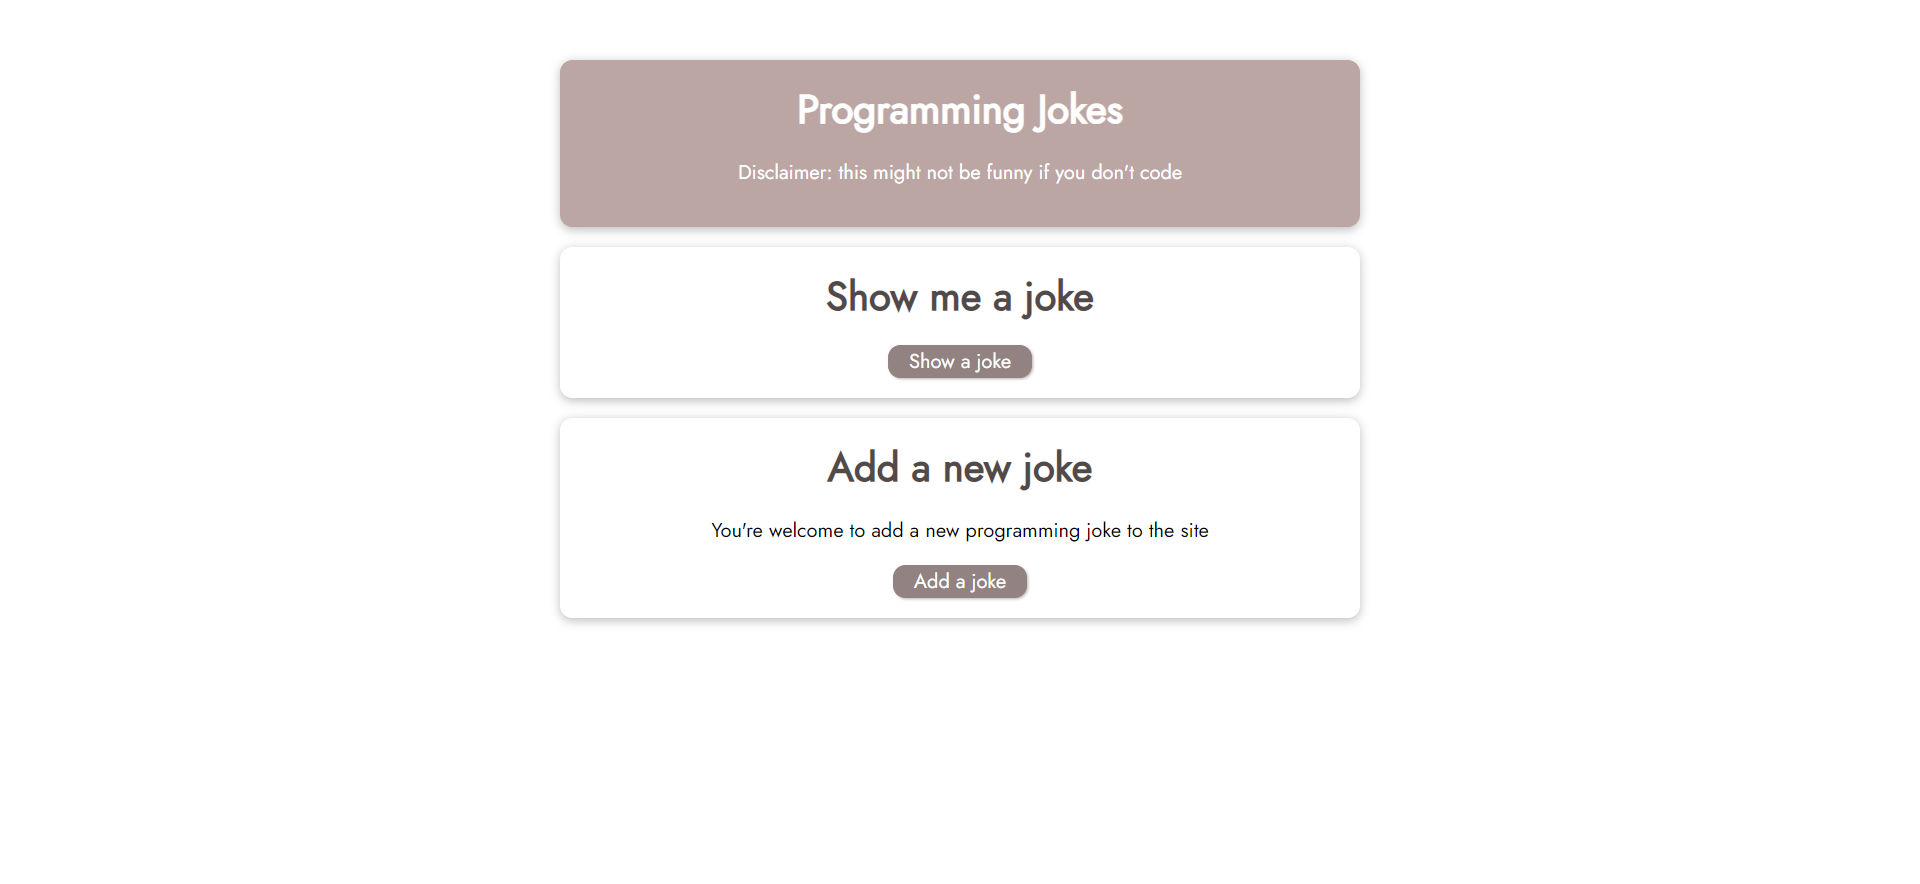 Programming Jokes
Disclaimer: this might not be funny if you don't code
Show me a joke
Show a joke
Add a new joke
You're welcome to add a new programming joke to the site
Add a joke